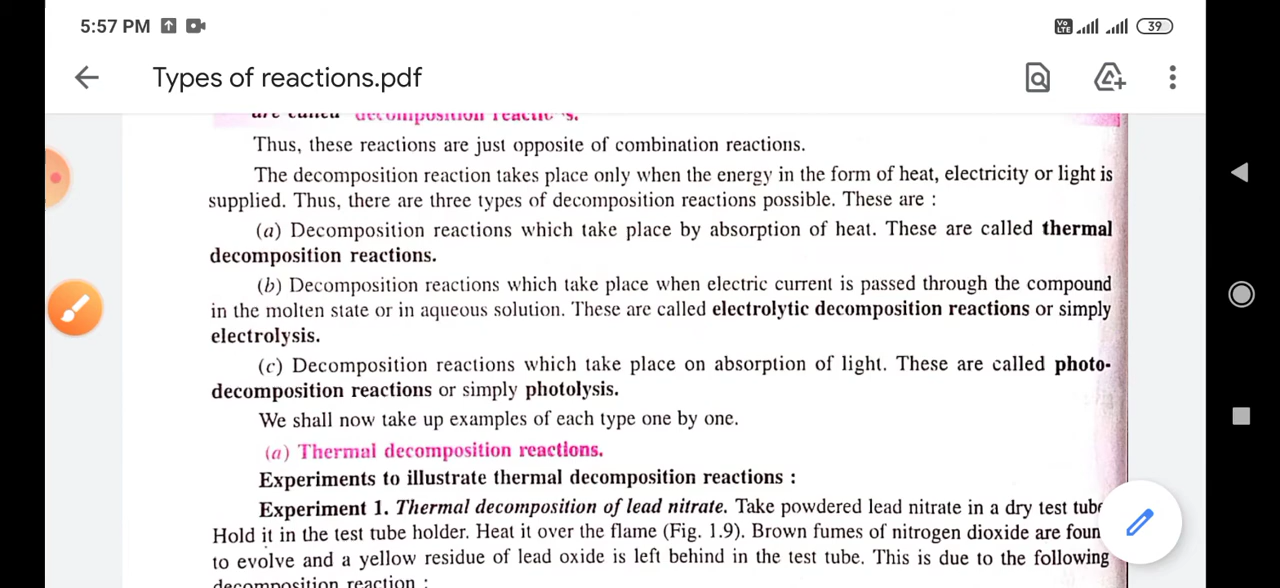 5:57 PM
Vo LTE
39
Types of reactions.pdf
are called decomposition reactio s.
Thus, these reactions are just opposite of combination reactions.
The decomposition reaction takes place only when the energy in the form of heat, electricity or light is
supplied. Thus, there are three types of decomposition reactions possible. These are :
(a) Decomposition reactions which take place by absorption of heat. These are called thermal
decomposition reactions.
(b) Decomposition reactions which take place when electric current is passed through the compound
in the molten state or in aqueous solution. These are called electrolytic decomposition reactions or simply
electrolysis.
(c) Decomposition reactions which take place on absorption of light. These are called photo-
decomposition reactions or simply photolysis.
We shall now take up examples of each type one by one.
(a) Thermal decomposition reactions.
Experiments to illustrate thermal decomposition reactions :
Experiment 1. Thermal decomposition of lead nitrate. Take powdered lead nitrate in a dry test tube
Hold it in the test tube holder. Heat it over the flame (Fig. 1.9). Brown fumes of nitrogen dioxide are foun
to evolve and a yellow residue of lead oxide is left behind in the test tube. This is due to the following
decomposition reaction :